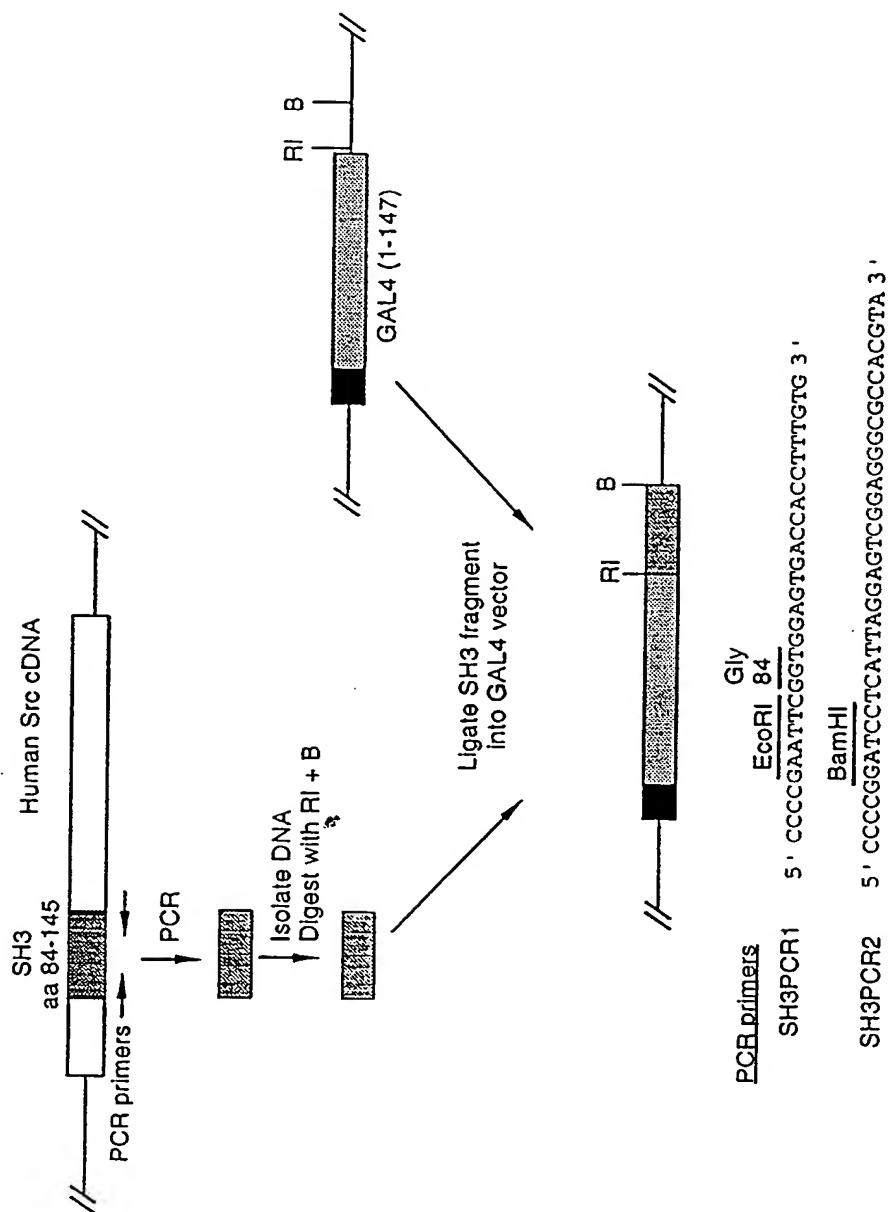 SH3
aa 84-145
Human Src cDNA
PCR primers
PCR
Isolate DNA
Digest with RI + B
RI
B
GAL4 (1-147)
Ligate SH3 fragment
into GAL4 vector
RI
B
PCR primers
EcoRI
Gly
84
SH3PCR1
5' CCCCGAATTCGGTGGAGTGACCACCTTTGTG 3'
BamHI
SH3PCR2
5' CCCCGGATCCTCATTAGGAGTCGGAGGGCGCCACGTA 3'